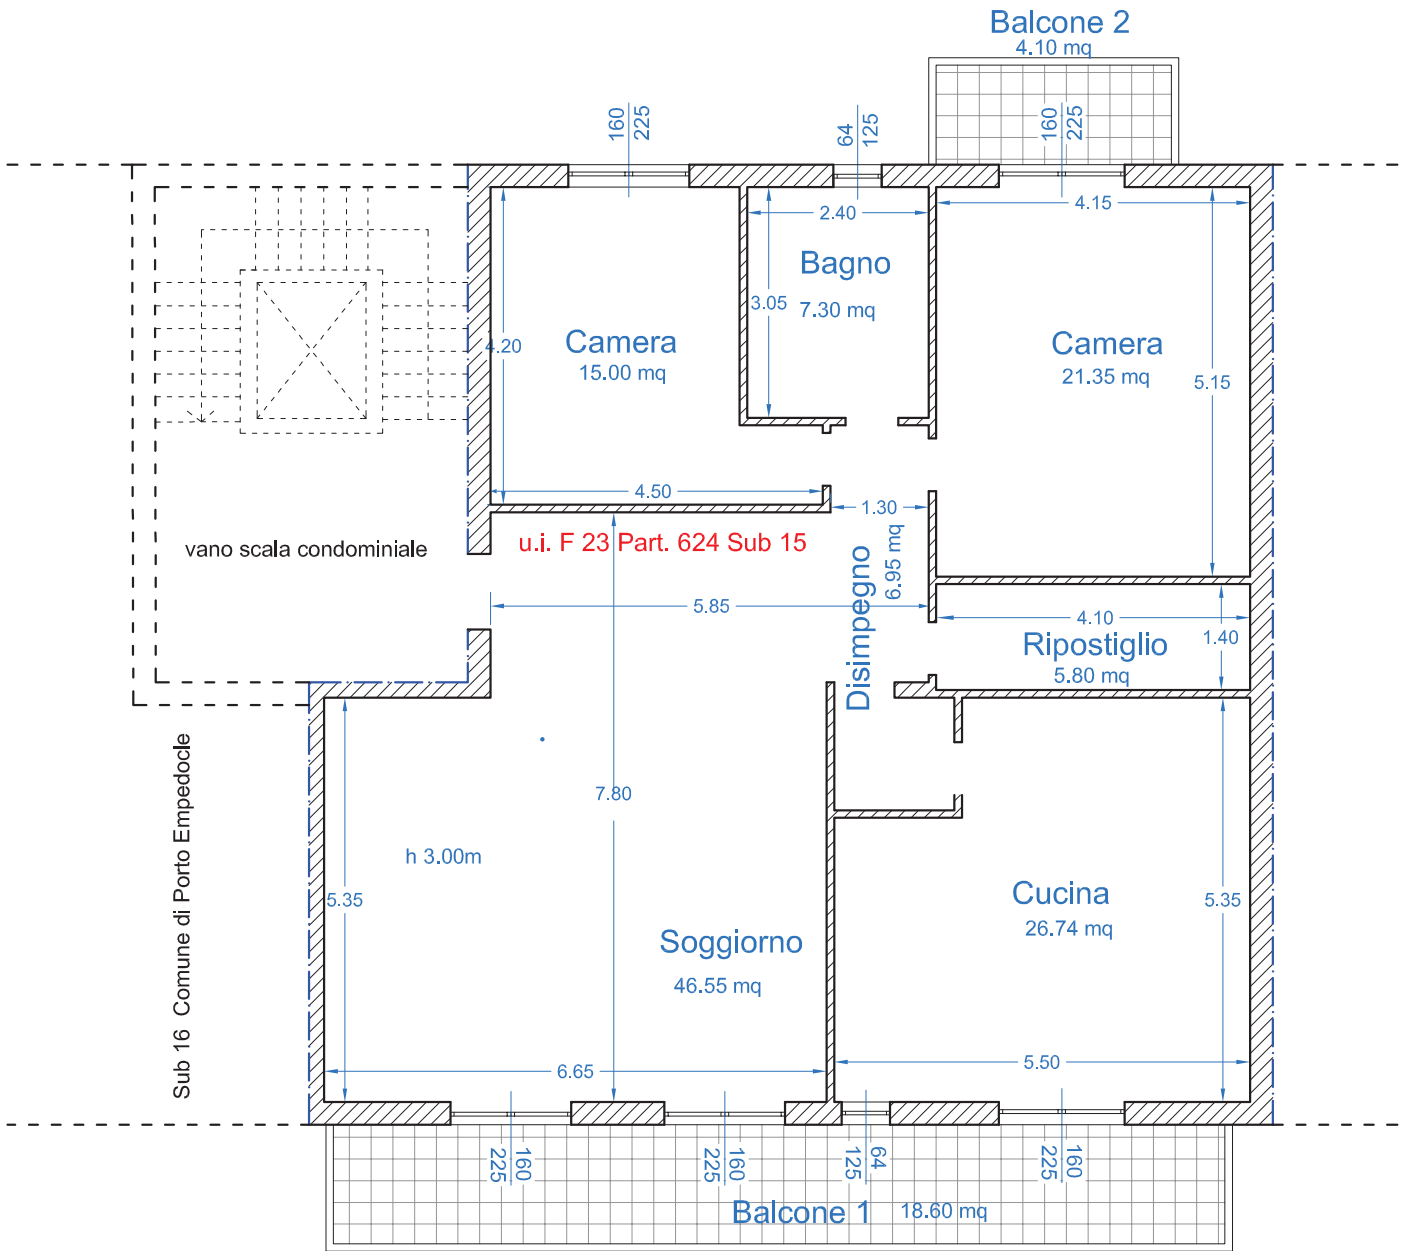 Balcone 2
4.10 mq
160
225
64
125
160
225
2.40
4.15
Bagno
3.05
7.30 mq
4.20
Camera
15.00 mq
Camera
21.35 mq
5.15
4.50
1.30
vano scala condominiale
u.i. F 23 Part. 624 Sub 15
Disimpegno
6.95 mq
5.85
4.10
1.40
Ripostiglio
5.80 mq
Sub 16 Comune di Porto Empedocle
7.80
h 3.00m
5.35
Cucina
26.74 mq
5.35
Soggiorno
46.55 mq
6.65
5.50
160
225
160
225
64
125
160
225
Balcone 1
18.60 mq